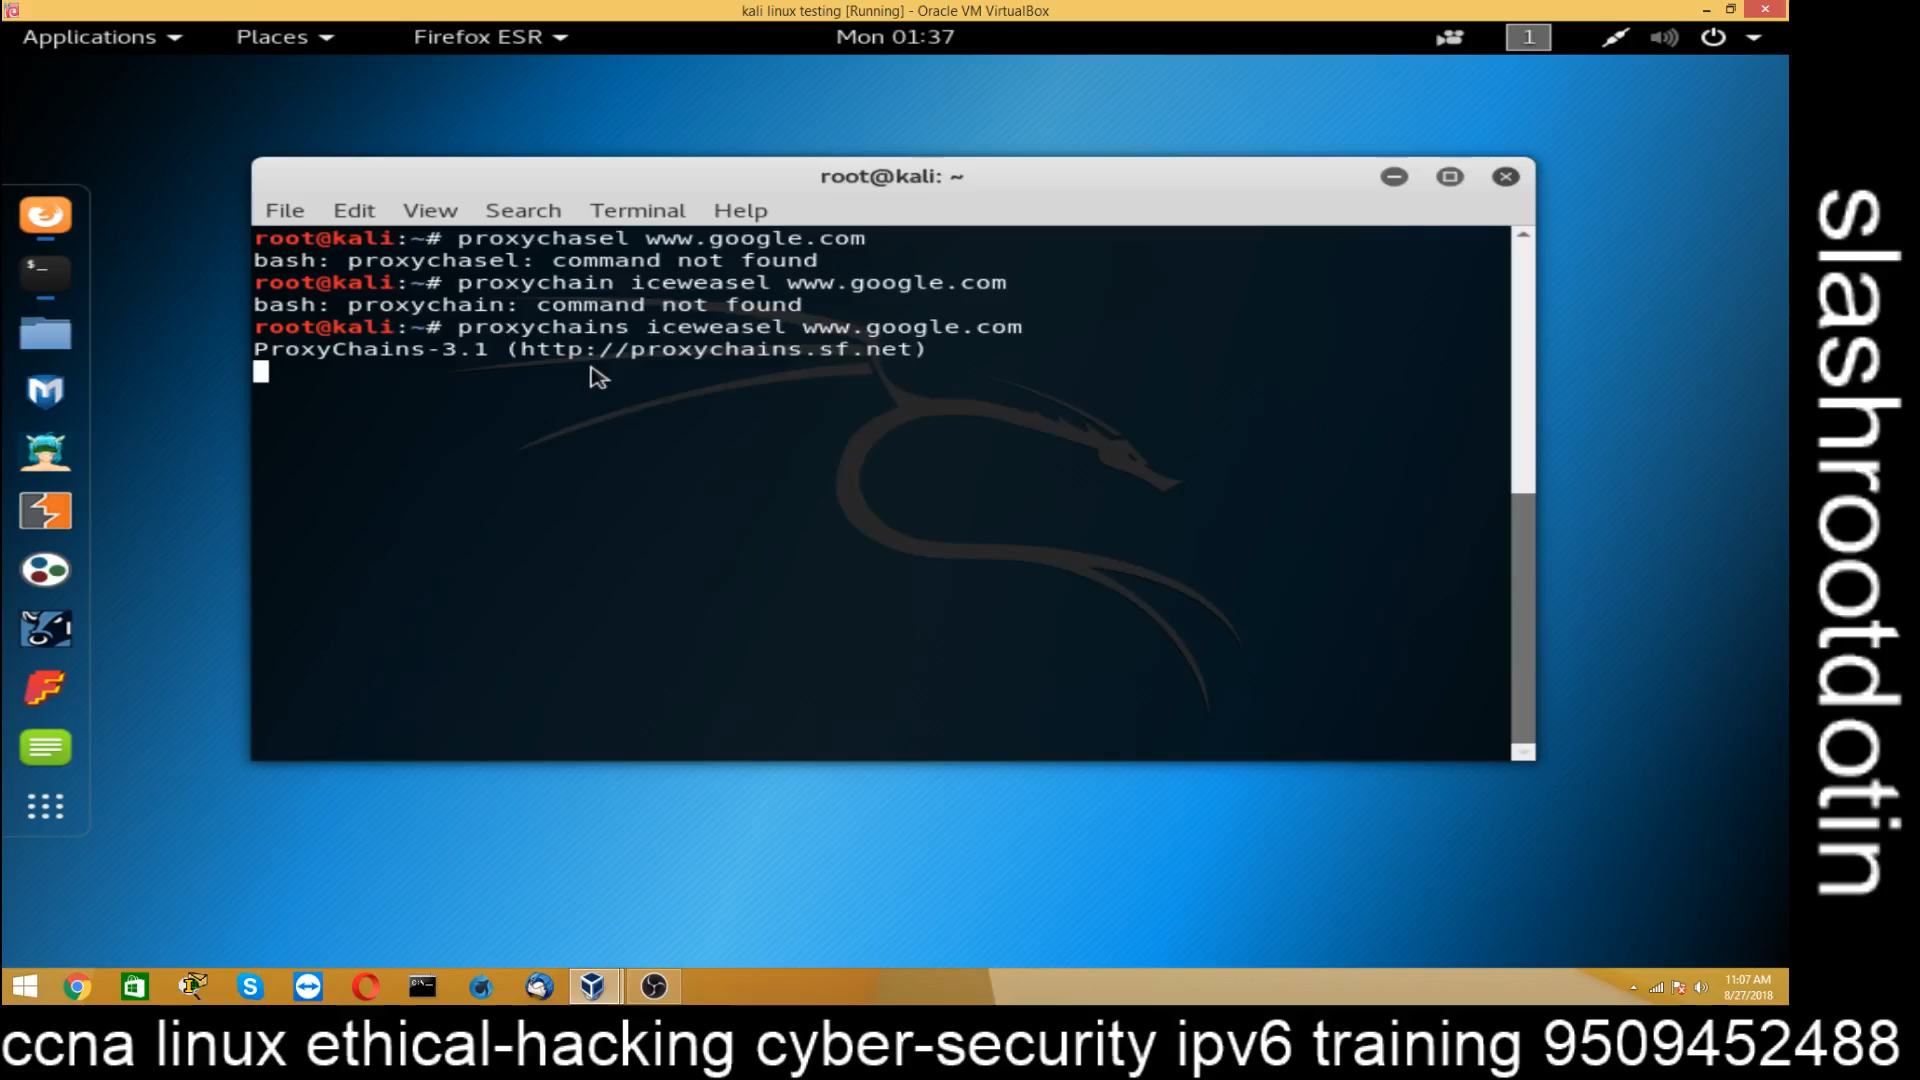 kali linux testing [Running] - Oracle VM VirtualBox
Applications Places Firefox ESR Mon 01:37 1
root@kali: ~
File Edit View Search Terminal Help
root@kali:~# proxychasel www.google.com
bash: proxychasel: command not found
root@kali:~# proxychain iceweasel www.google.com
bash: proxychain: command not found
root@kali:~# proxychains iceweasel www.google.com
ProxyChains-3.1 (http://proxychains.sf.net)
11:07 AM
8/27/2018
slashrootdotin
ccna linux ethical-hacking cyber-security ipv6 training 9509452488